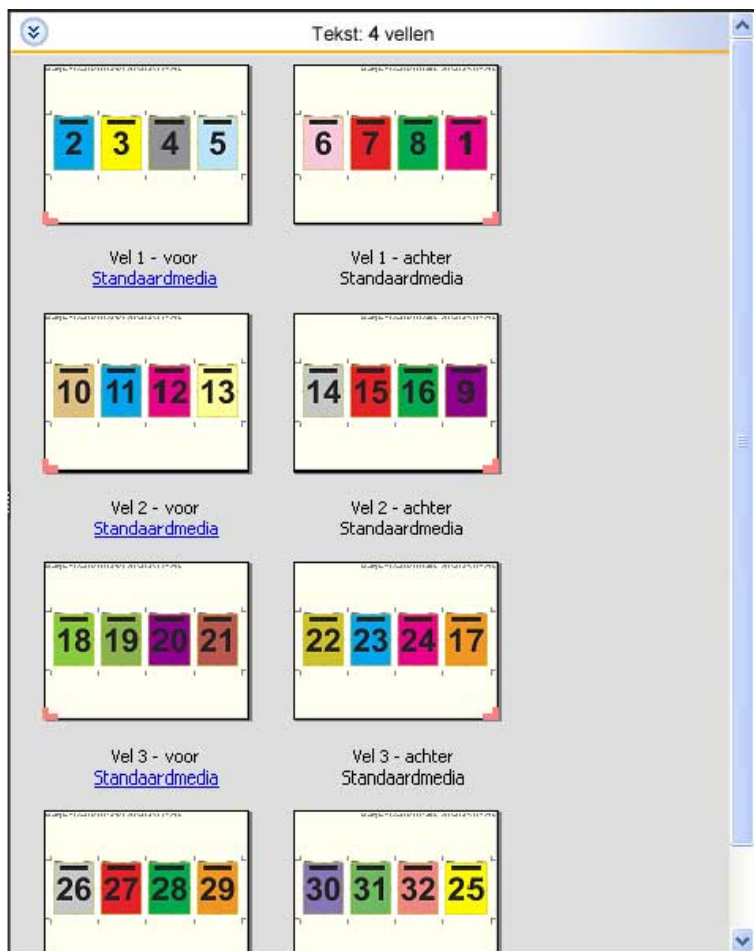 Tekst: 4 vellen
2 3 4 5
6 7 8 1
Vel 1 - voor
Standaardmedia
Vel 1 - achter
Standaardmedia
10 11 12 13
14 15 16 9
Vel 2 - voor
Standaardmedia
Vel 2 - achter
Standaardmedia
18 19 20 21
22 23 24 17
Vel 3 - voor
Standaardmedia
Vel 3 - achter
Standaardmedia
26 27 28 29
30 31 32 25